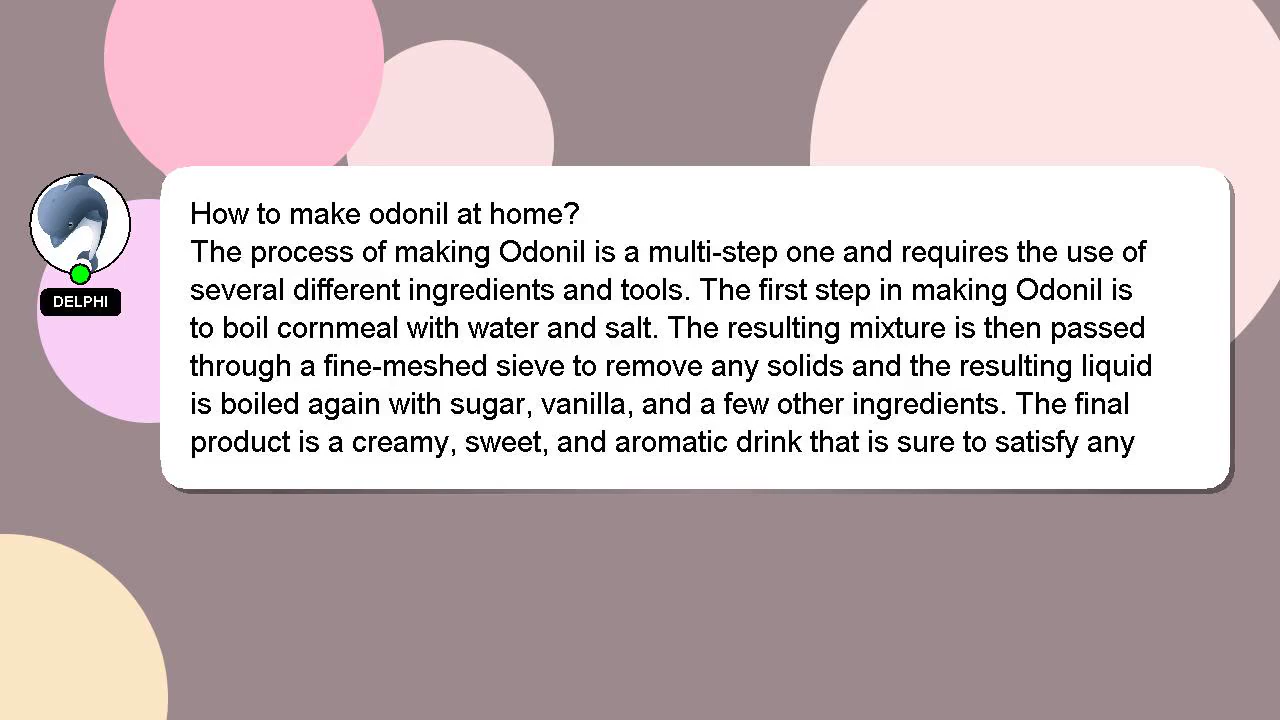 How to make odonil at home?
The process of making Odonil is a multi-step one and requires the use of
several different ingredients and tools. The first step in making Odonil is
to boil cornmeal with water and salt. The resulting mixture is then passed
through a fine-meshed sieve to remove any solids and the resulting liquid
is boiled again with sugar, vanilla, and a few other ingredients. The final
product is a creamy, sweet, and aromatic drink that is sure to satisfy any
DELPHI